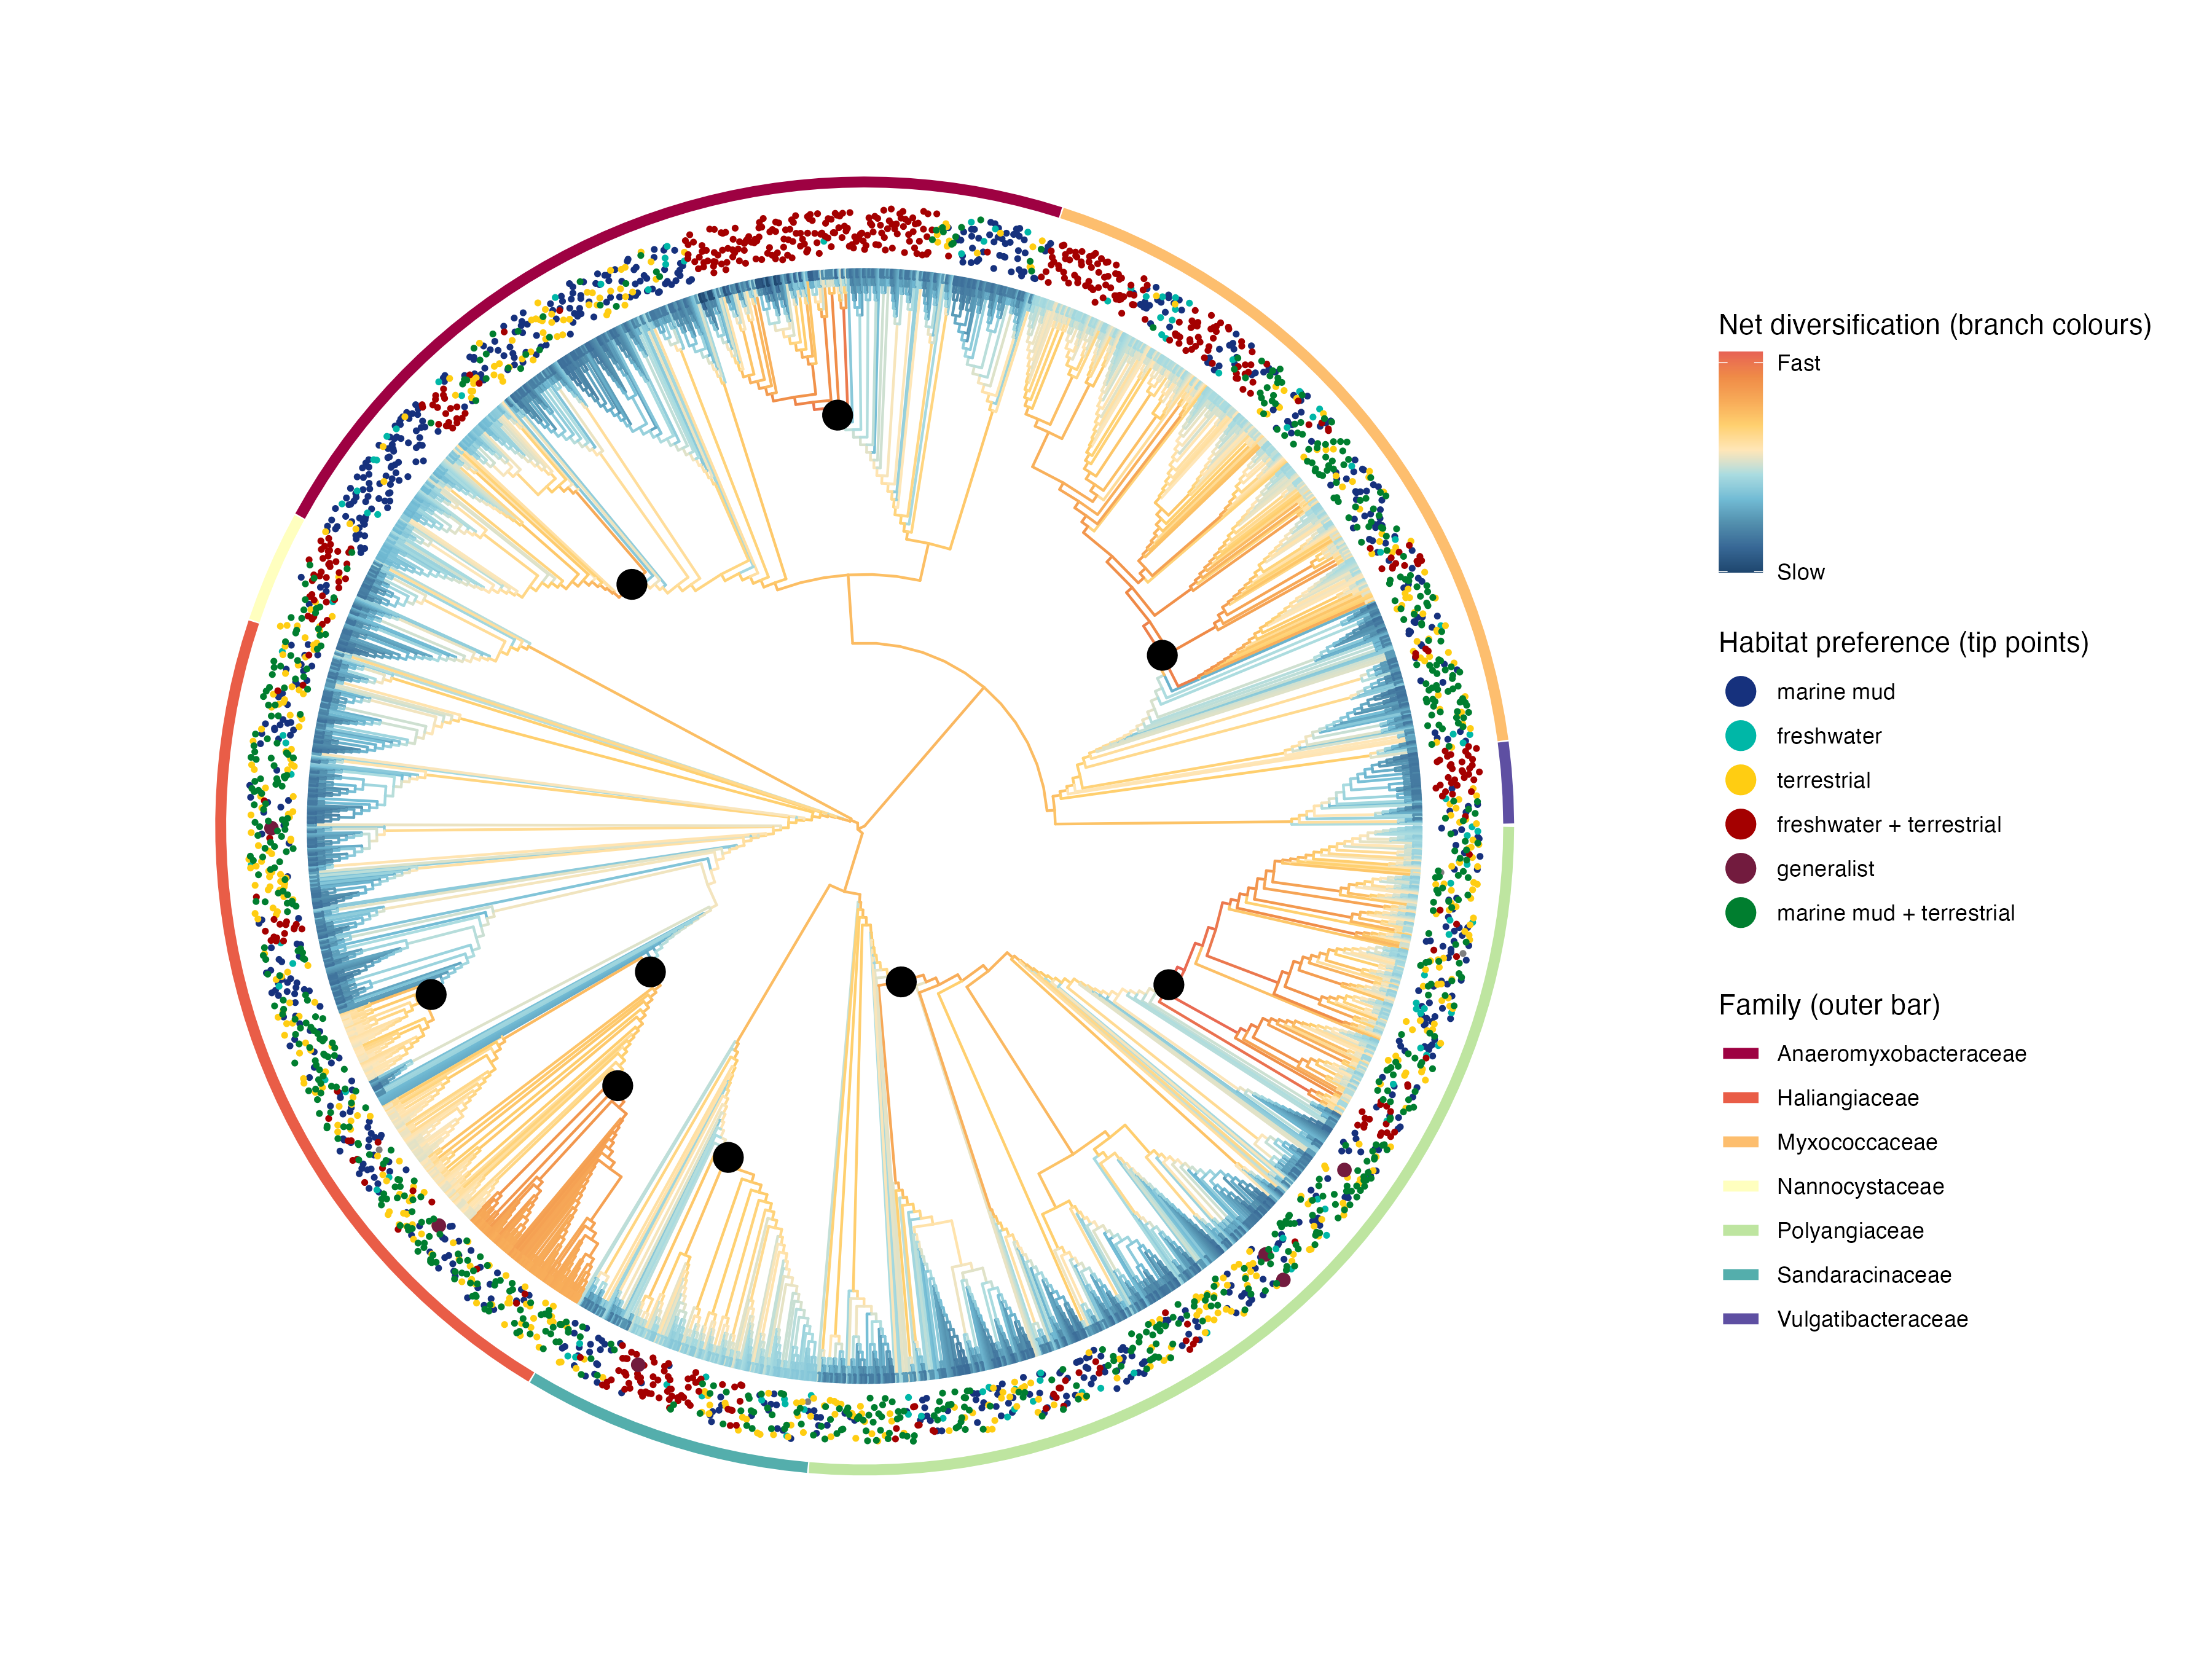 Net diversification (branch colours)
Fast
Slow
Habitat preference (tip points)
marine mud
freshwater
terrestrial
freshwater + terrestrial
generalist
marine mud + terrestrial
Family (outer bar)
Anaeromyxobacteraceae
Haliangiaceae
Myxococcaceae
Nannocystaceae
Polyangiaceae
Sandaracinaceae
Vulgatibacteraceae